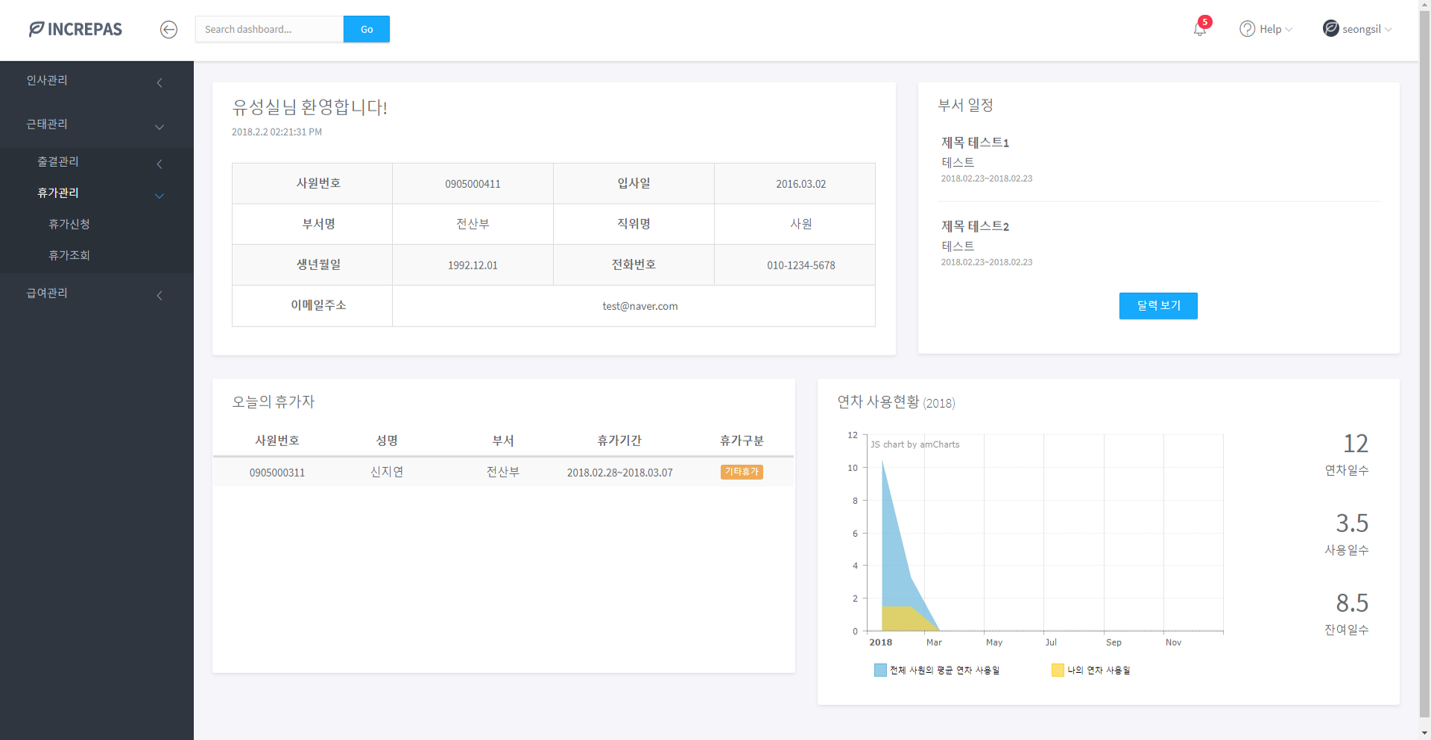 INCREPAS
Search dashboard...
Go
5
Help
seongsil
인사관리
근태관리
출결관리
휴가관리
휴가신청
휴가조회
급여관리
유성실님 환영합니다!
2018.2.2 02:21:31 PM
사원번호 0905000411 입사일 2016.03.02
부서명 전산부 직위명 사원
생년월일 1992.12.01 전화번호 010-1234-5678
이메일주소 test@naver.com
부서 일정
제목 테스트1
테스트
2018.02.23~2018.02.23
제목 테스트2
테스트
2018.02.23~2018.02.23
달력 보기
오늘의 휴가자
사원번호 성명 부서 휴가기간 휴가구분
0905000311 신지연 전산부 2018.02.28~2018.03.07 기타휴가
연차 사용현황 (2018)
JS chart by amCharts
12
10
8
6
4
2
0
2018 Mar May Jul Sep Nov
전체 사원의 평균 연차 사용일 나의 연차 사용일
12
연차일수
3.5
사용일수
8.5
잔여일수